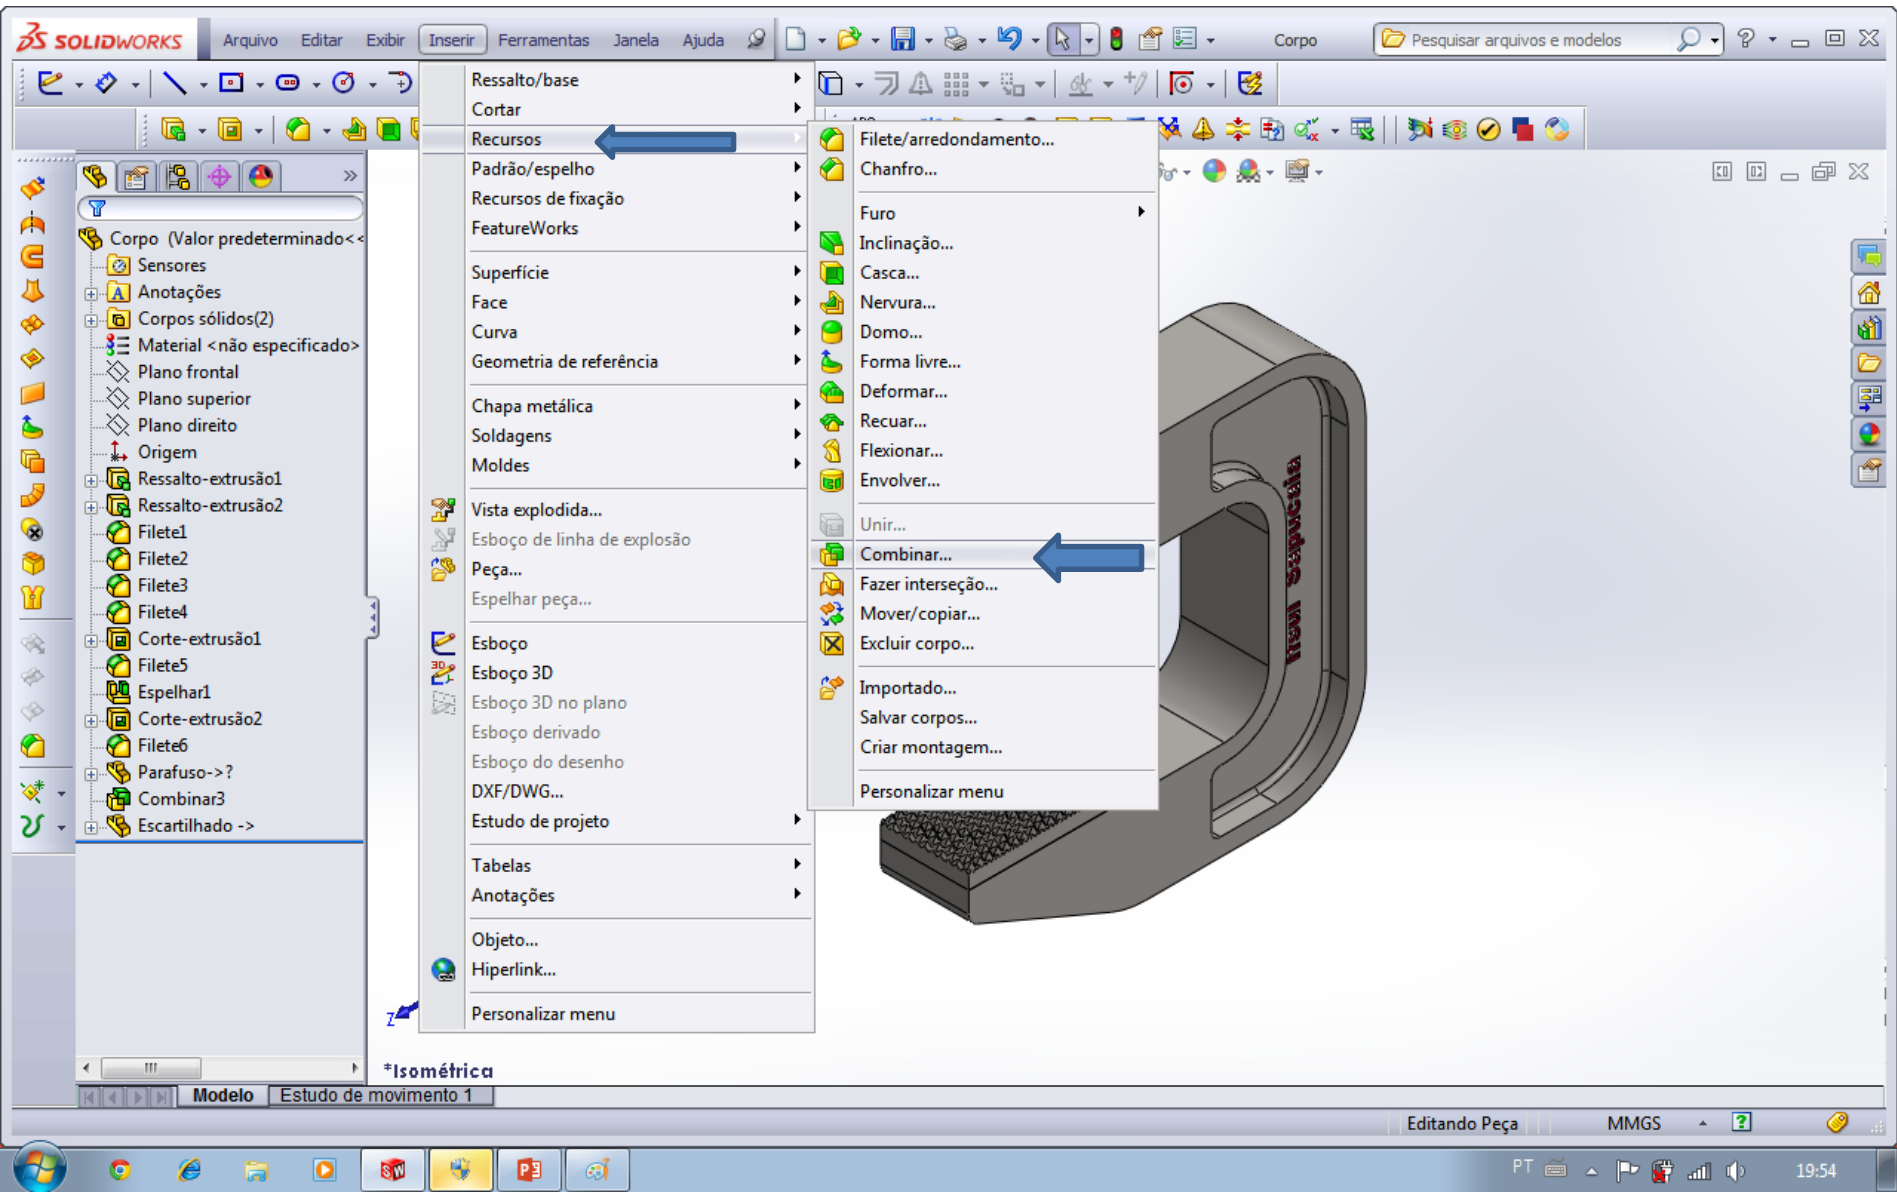 SOLIDWORKS Arquivo Editar Exibir Inserir Ferramentas Janela Ajuda Corpo Pesquisar arquivos e modelos
Ressalto/base
Cortar
Recursos
Padrão/espelho
Recursos de fixação
FeatureWorks
Superfície
Face
Curva
Geometria de referência
Chapa metálica
Soldagens
Moldes
Vista explodida...
Esboço de linha de explosão
Peça...
Espelhar peça...
Esboço
Esboço 3D
Esboço 3D no plano
Esboço derivado
Esboço do desenho
DXF/DWG...
Estudo de projeto
Tabelas
Anotações
Objeto...
Hiperlink...
Personalizar menu
Filete/arredondamento...
Chanfro...
Furo
Inclinação...
Casca...
Nervura...
Domo...
Forma livre...
Deformar...
Recuar...
Flexionar...
Envolver...
Unir...
Combinar...
Fazer interseção...
Mover/copiar...
Excluir corpo...
Importado...
Salvar corpos...
Criar montagem...
Personalizar menu
Corpo (Valor predeterminado<<
Sensores
Anotações
Corpos sólidos(2)
Material <não especificado>
Plano frontal
Plano superior
Plano direito
Origem
Ressalto-extrusão1
Ressalto-extrusão2
Filete1
Filete2
Filete3
Filete4
Corte-extrusão1
Filete5
Espelhar1
Corte-extrusão2
Filete6
Parafuso->?
Combinar3
Escartilhado ->
Sapucaia
Z
*Isométrica
Modelo Estudo de movimento 1
Editando Peça MMGS
PT 19:54